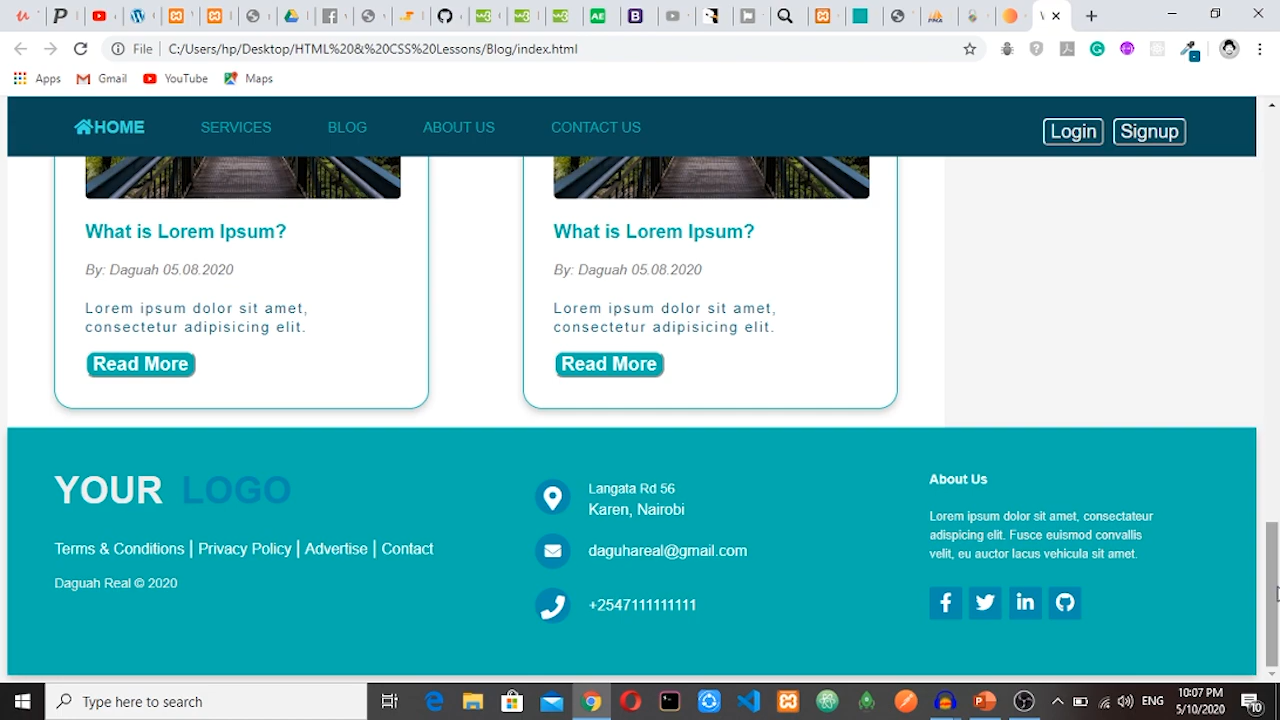 File
C:/Users/hp/Desktop/HTML%20&%20CSS%20Lessons/Blog/index.html
Apps
Gmail
YouTube
Maps
HOME
SERVICES
BLOG
ABOUT US
CONTACT US
Login
Signup
What is Lorem Ipsum?
By: Daguah 05.08.2020
Lorem ipsum dolor sit amet,
consectetur adipisicing elit.
Read More
What is Lorem Ipsum?
By: Daguah 05.08.2020
Lorem ipsum dolor sit amet,
consectetur adipisicing elit.
Read More
YOUR LOGO
Terms & Conditions | Privacy Policy | Advertise | Contact
Daguah Real © 2020
Langata Rd 56
Karen, Nairobi
daguhareal@gmail.com
+2547111111111
About Us
Lorem ipsum dolor sit amet, consectetur
adipisicing elit. Fusce euismod convallis
velit, eu auctor lacus vehicula sit amet.
Type here to search
ENG
10:07 PM
5/10/2020
10